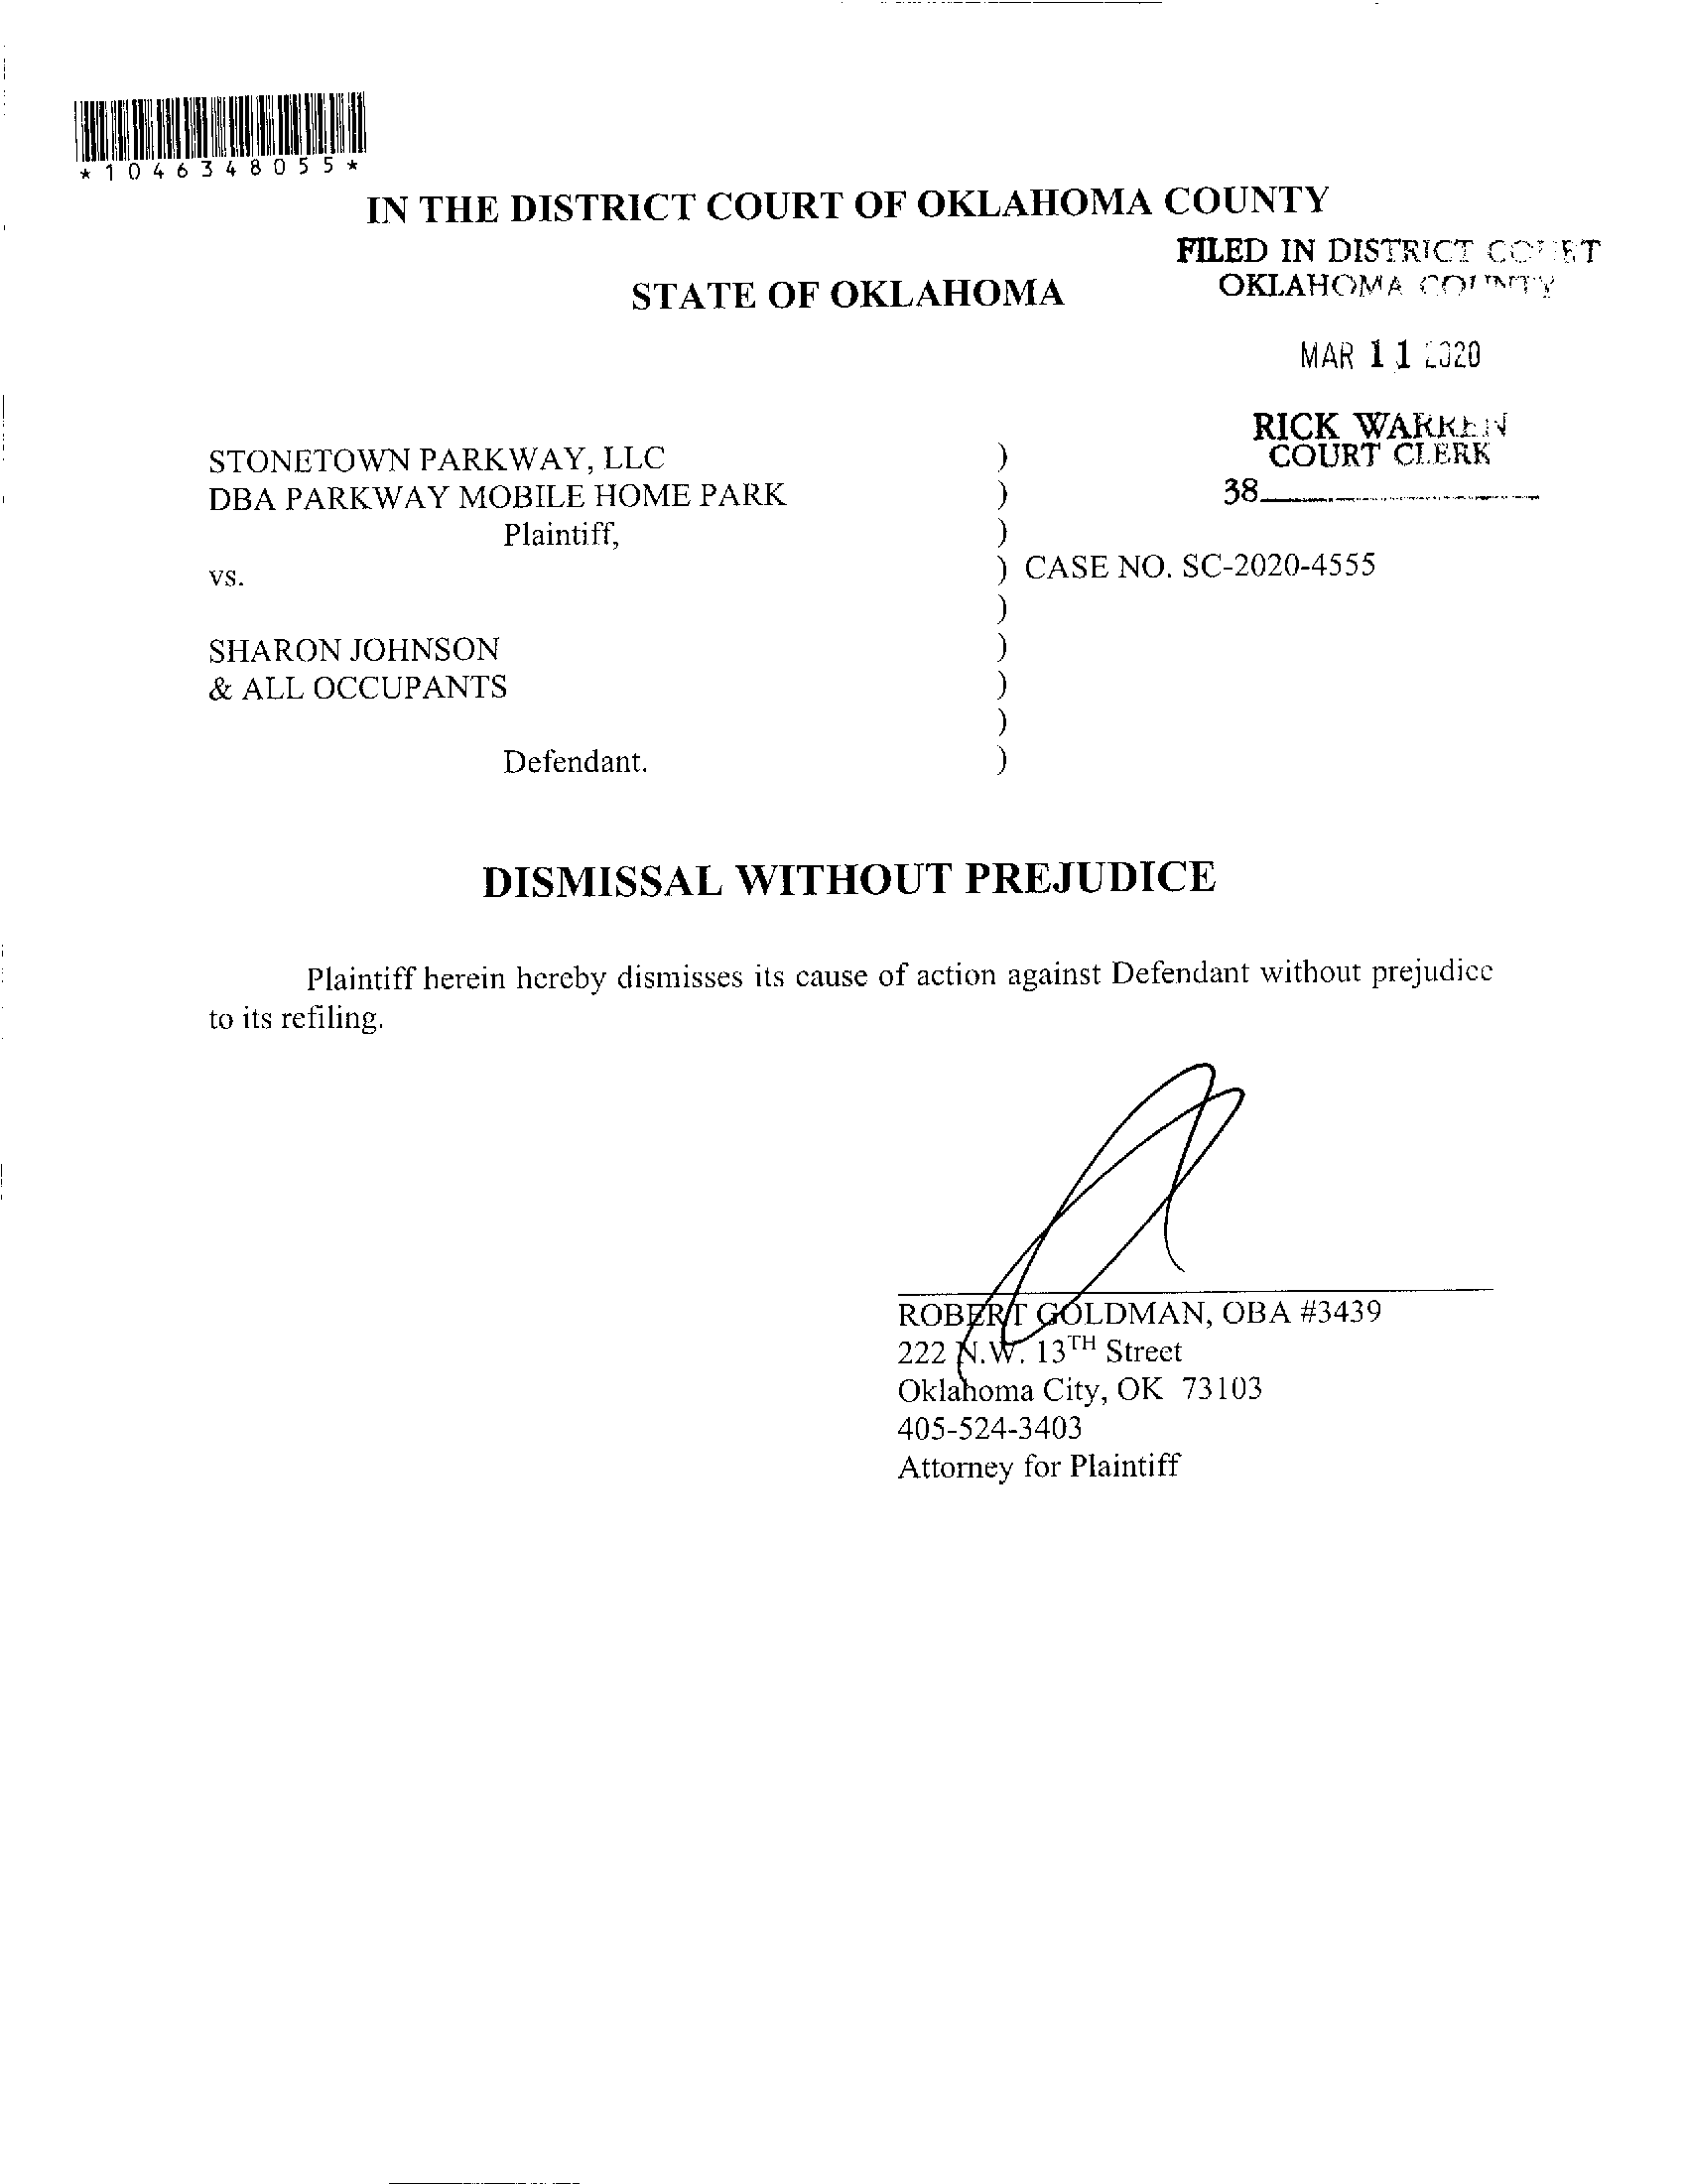 *1046348055*
IN THE DISTRICT COURT OF OKLAHOMA COUNTY
FILED IN DISTRICT COURT
STATE OF OKLAHOMA
OKLAHOMA COUNTY
MAR 11 2020
RICK WARREN
COURT CLERK
38
STONETOWN PARKWAY, LLC )
DBA PARKWAY MOBILE HOME PARK )
Plaintiff, )
vs. ) CASE NO. SC-2020-4555
)
SHARON JOHNSON )
& ALL OCCUPANTS )
)
Defendant. )
DISMISSAL WITHOUT PREJUDICE
Plaintiff herein hereby dismisses its cause of action against Defendant without prejudice
to its refiling.
ROBERT GOLDMAN, OBA #3439
222 N.W. 13TH Street
Oklahoma City, OK 73103
405-524-3403
Attorney for Plaintiff